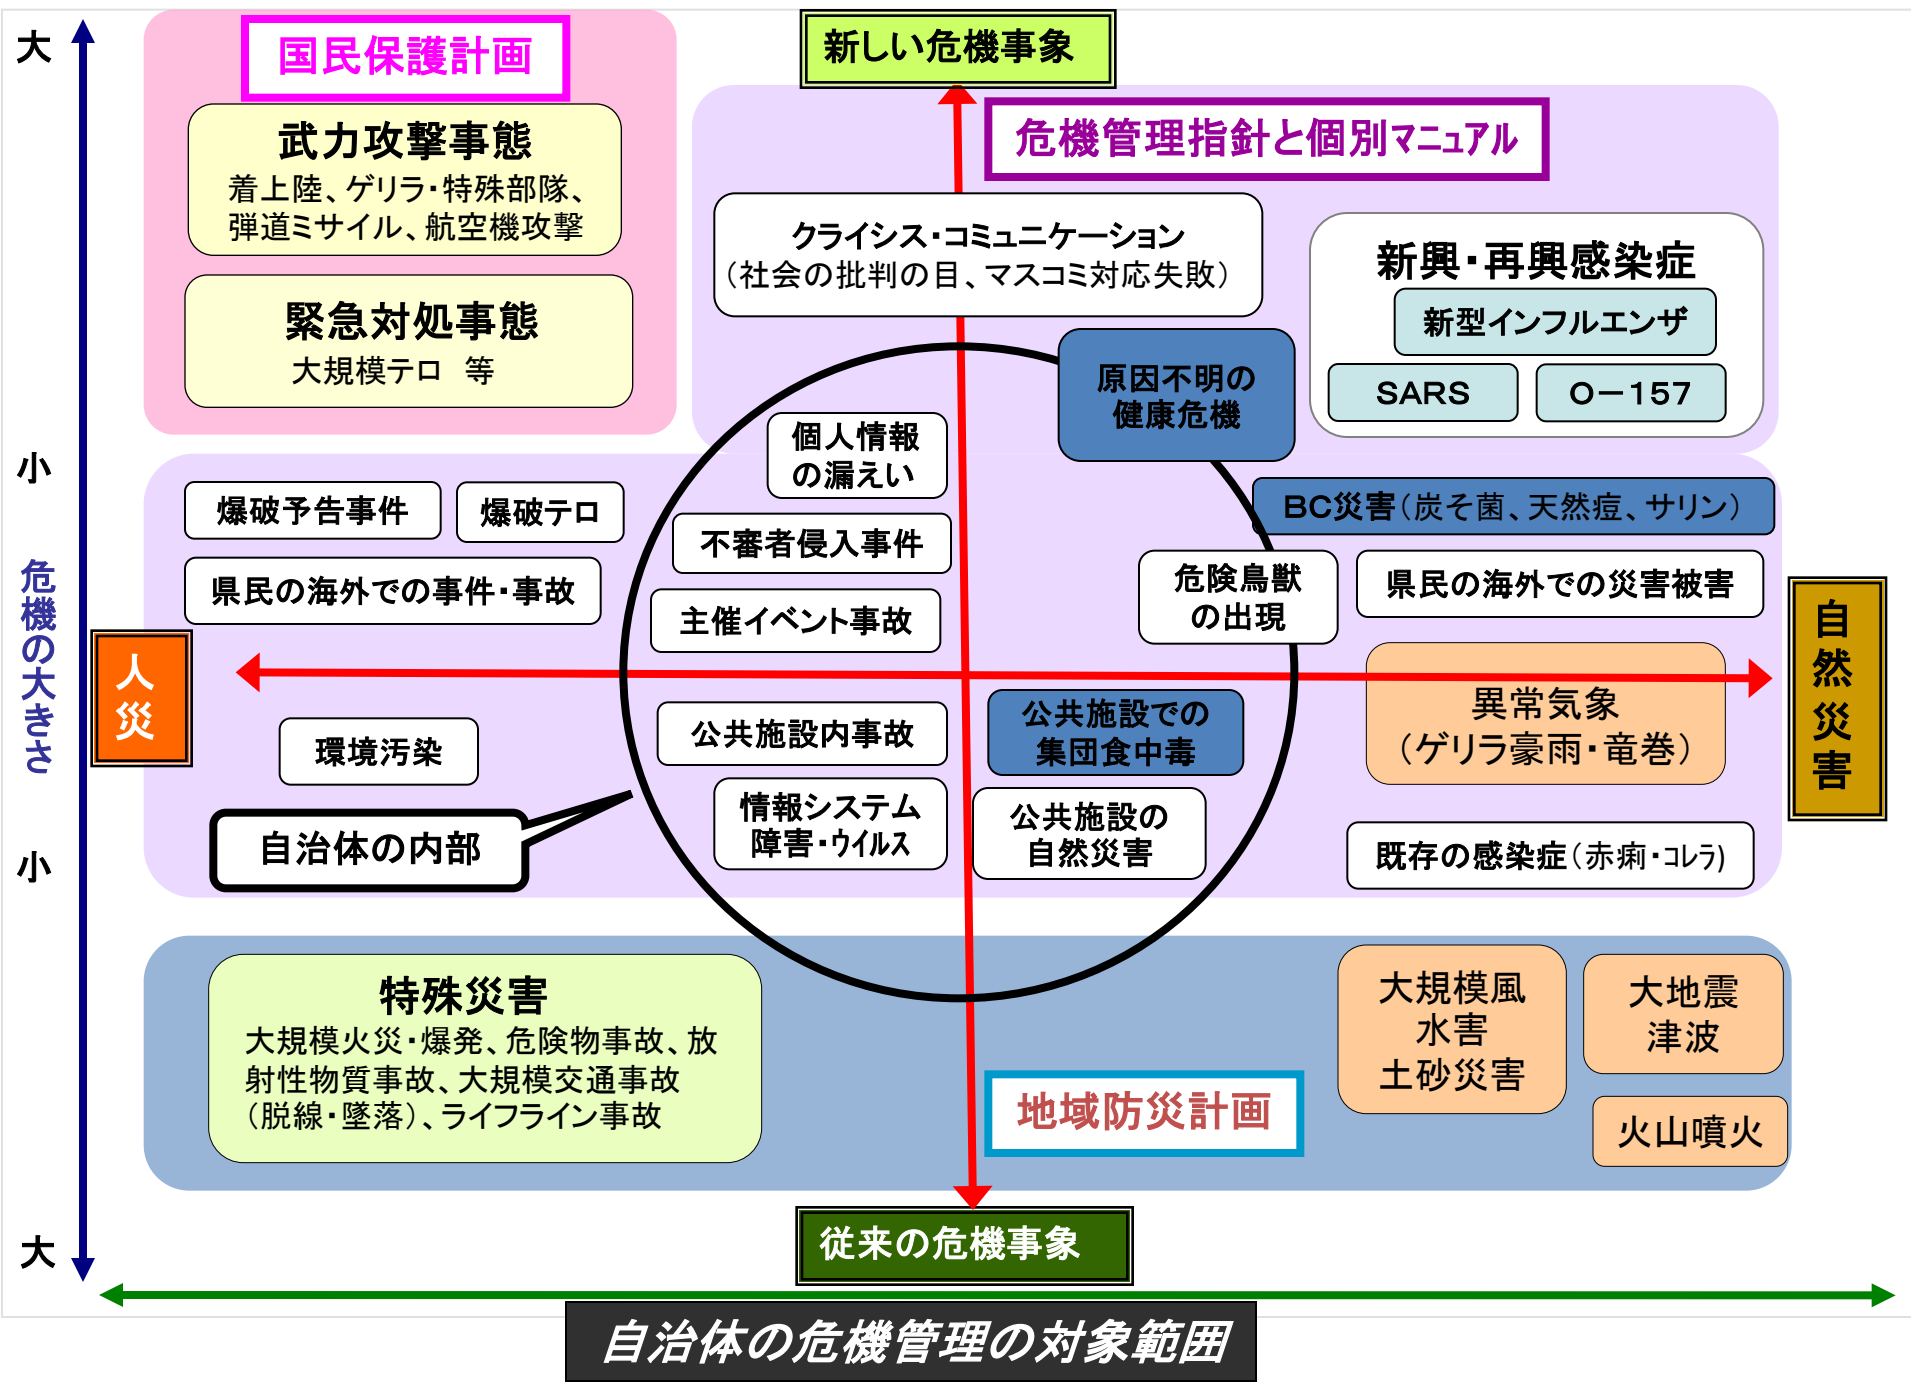 大
国民保護計画
新しい危機事象
武力攻撃事態
着上陸、ゲリラ・特殊部隊、
弾道ミサイル、航空機攻撃
緊急対処事態
大規模テロ　等
危機管理指針と個別マニュアル
クライシス・コミュニケーション
（社会の批判の目、マスコミ対応失敗）
新興・再興感染症
新型インフルエンザ
SARS
O－157
原因不明の
健康危機
個人情報
の漏えい
小
爆破予告事件
爆破テロ
不審者侵入事件
BC災害（炭そ菌、天然痘、サリン）
県民の海外での事件・事故
主催イベント事故
危険鳥獣
の出現
県民の海外での災害被害
危機の大きさ
人災
自然災害
異常気象
（ゲリラ豪雨・竜巻）
環境汚染
公共施設内事故
公共施設での
集団食中毒
自治体の内部
情報システム
障害・ウイルス
公共施設の
自然災害
既存の感染症（赤痢・コレラ）
小
特殊災害
大規模火災・爆発、危険物事故、放
射性物質事故、大規模交通事故
（脱線・墜落）、ライフライン事故
地域防災計画
大規模風
水害
土砂災害
大地震
津波
火山噴火
従来の危機事象
大
自治体の危機管理の対象範囲